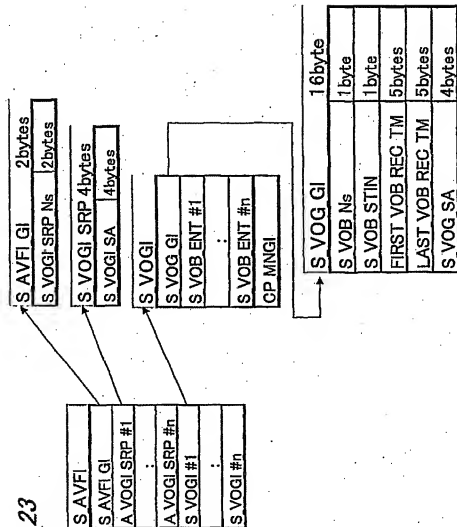 23
S AVFI
S AVFI GI
A VOGI SRP #1
:
A VOGI SRP #n
S VOGI #1
:
S VOGI #n
S AVFI GI 2bytes
S VOGI SRP Ns 2bytes
S VOGI SRP 4bytes
S VOGI SA 4bytes
S VOGI
S VOG GI
S VOB ENT #1
:
S VOB ENT #n
CP MNGI
S VOG GI 16byte
S VOB Ns 1byte
S VOB STIN 1byte
FIRST VOB REC TM 5bytes
LAST VOB REC TM 5bytes
S VOG SA 4bytes